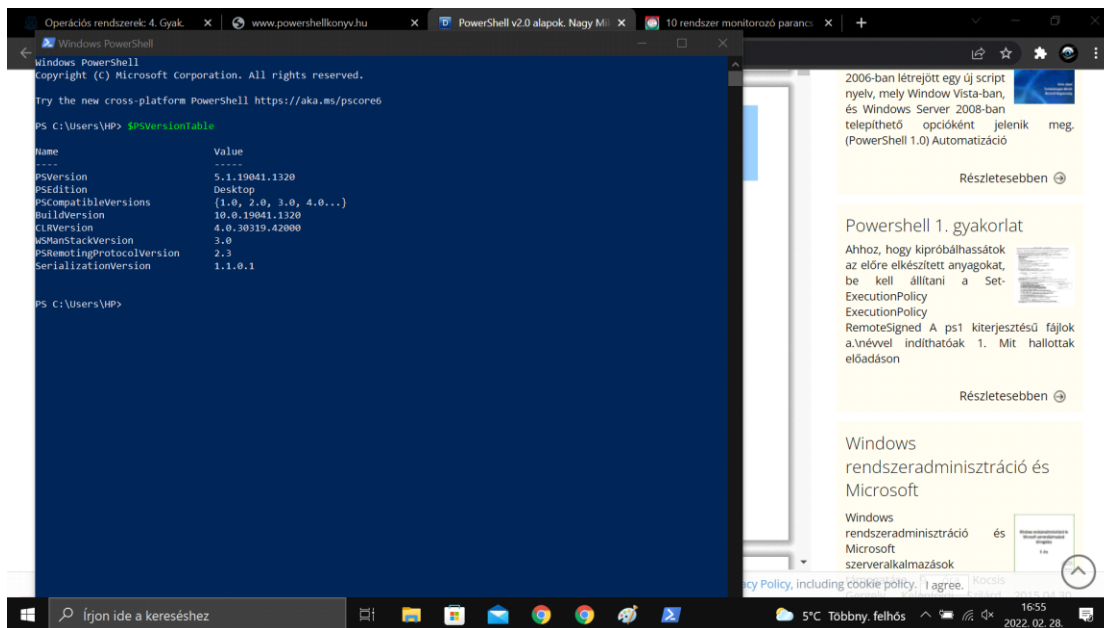 Operációs rendszerek: 4. Gyak.
www.powershellkonyv.hu
PowerShell v2.0 alapok. Nagy Mi
10 rendszer monitorozó parancs
Windows PowerShell
Windows PowerShell
Copyright (C) Microsoft Corporation. All rights reserved.
Try the new cross-platform PowerShell https://aka.ms/pscore6
PS C:\Users\HP> $PSVersionTable
Name Value
---- -----
PSVersion 5.1.19041.1320
PSEdition Desktop
PSCompatibleVersions {1.0, 2.0, 3.0, 4.0...}
BuildVersion 10.0.19041.1320
CLRVersion 4.0.30319.42000
WSManStackVersion 3.0
PSRemotingProtocolVersion 2.3
SerializationVersion 1.1.0.1
PS C:\Users\HP>
2006-ban létrejött egy új script
nyelv, mely Window Vista-ban,
és Windows Server 2008-ban
telepíthető opcióként jelenik meg.
(PowerShell 1.0) Automatizáció
Részletesebben
Powershell 1. gyakorlat
Ahhoz, hogy kipróbálhassátok
az előre elkészített anyagokat,
be kell állítani a Set-
ExecutionPolicy
ExecutionPolicy
RemoteSigned A ps1 kiterjesztésű fájlok
a.\névvel indíthatóak 1. Mit hallottak
előadáson
Részletesebben
Windows
rendszeradminisztráció és
Microsoft
Windows
rendszeradminisztráció és
Microsoft
szerveralkalmazások
Kocsis
acy Policy, including cookie policy. I agree.
2015.04.30.
Írjon ide a kereséshez
5°C Többny. felhős
16:55
2022. 02. 28.